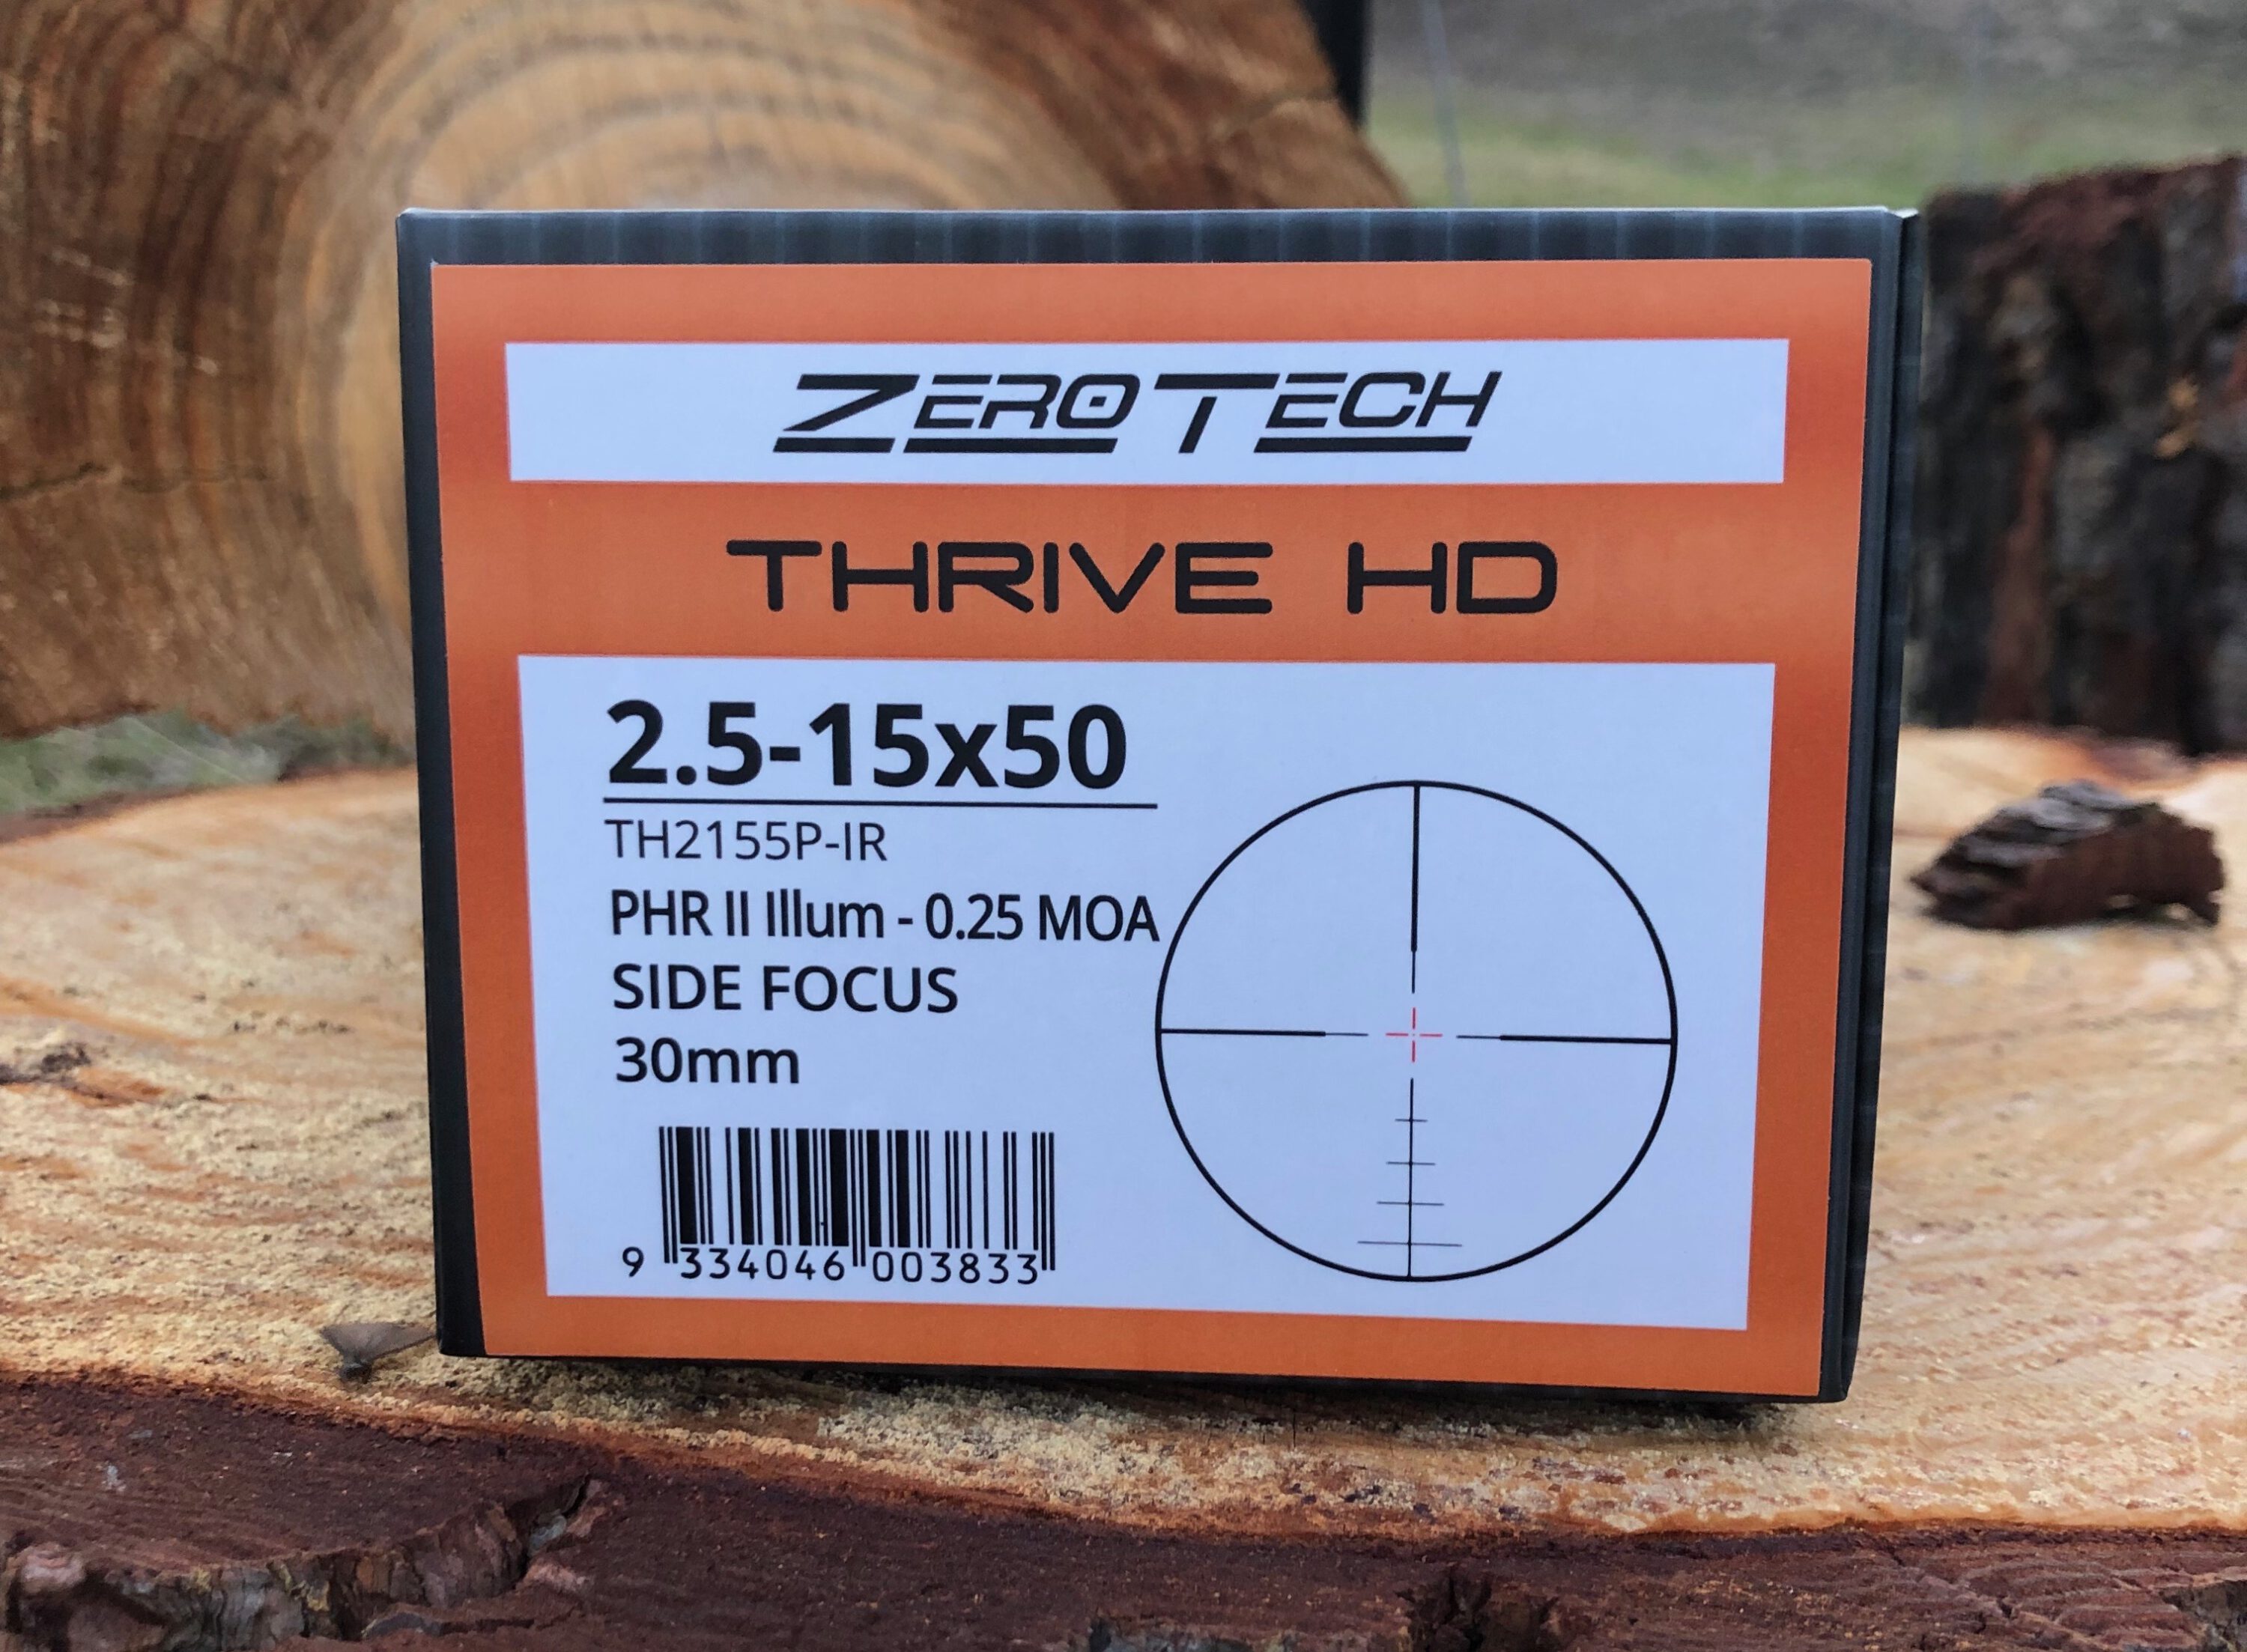 ZEROTECH
THRIVE HD
2.5-15x50
TH2155P-IR
PHR II Illum - 0.25 MOA
SIDE FOCUS
30mm
9 334046 003833